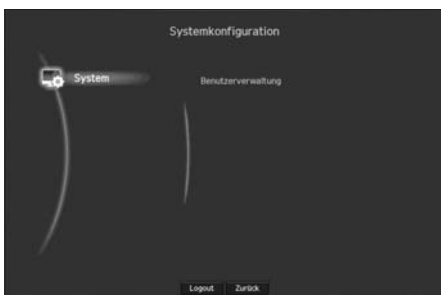 Systemkonfiguration
System
Benutzerverwaltung
Logout Zurück